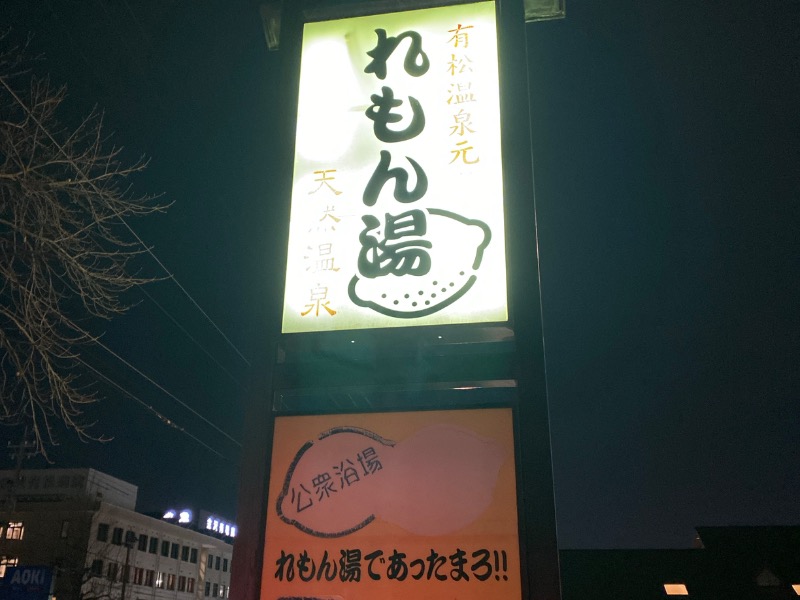 有松温泉元
れもん湯
天然温泉
公衆浴場
れもん湯であったまろ!!
AOKI